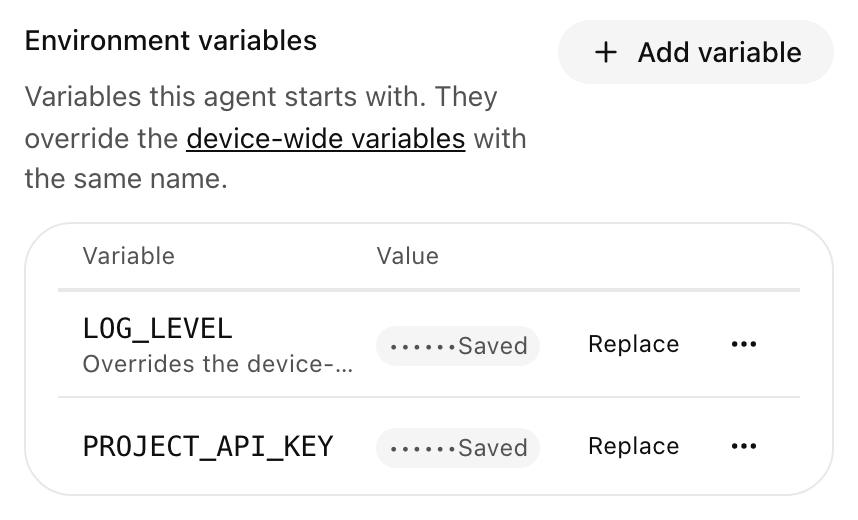 Environment variables
+ Add variable
Variables this agent starts with. They
override the device-wide variables with
the same name.
Variable Value
LOG_LEVEL
Overrides the device-...
······Saved Replace ···
PROJECT_API_KEY ······Saved Replace ···